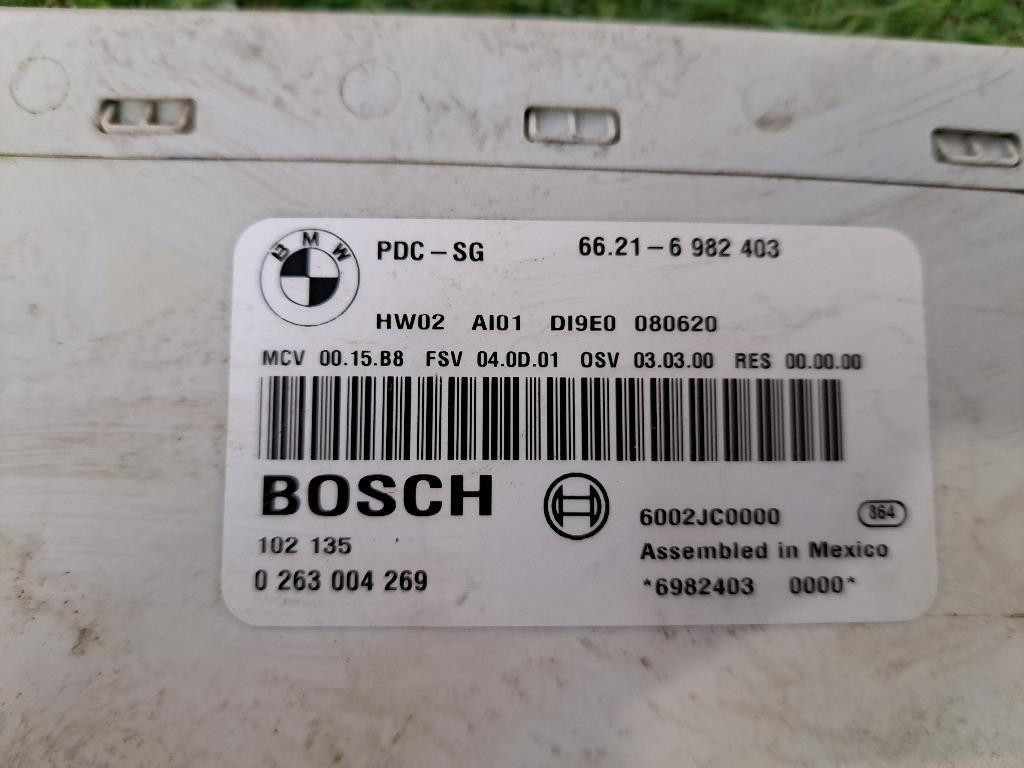 BMW
PDC-SG 66.21-6 982 403
HW02 AI01 DI9E0 080620
MCV 00.15.B8 FSV 04.0D.01 OSV 03.03.00 RES 00.00.00
BOSCH
6002JC0000 864
102 135 Assembled in Mexico
0 263 004 269 *6982403 0000*